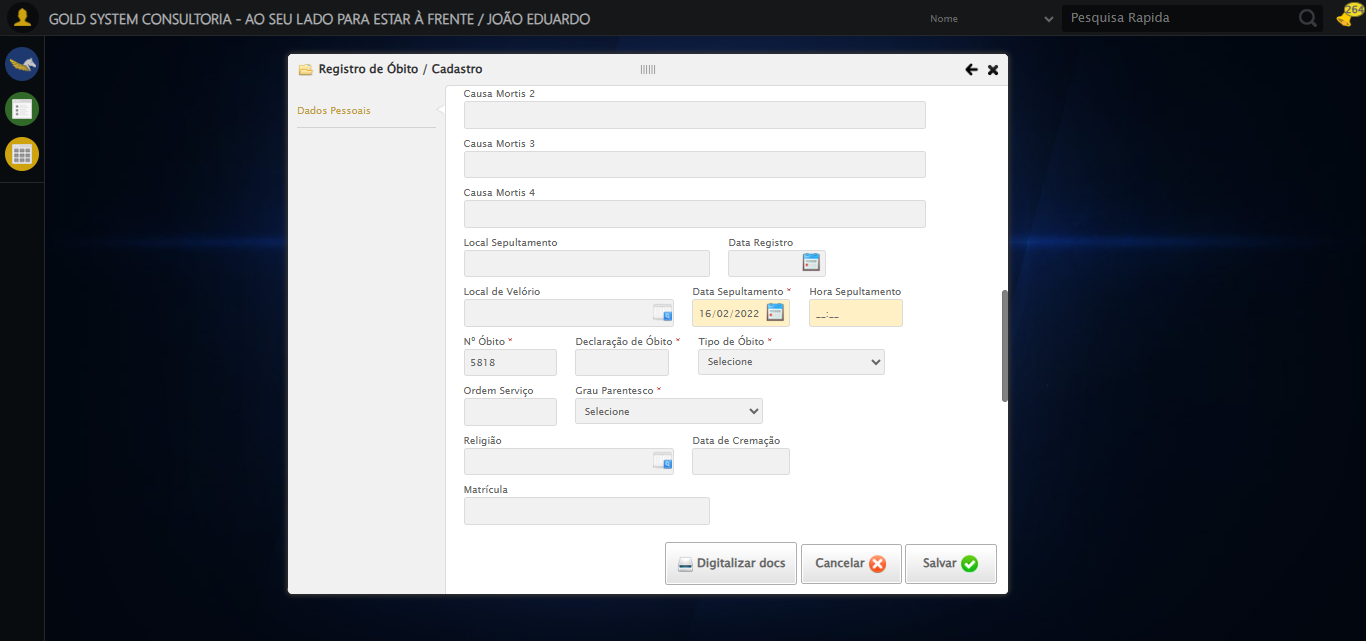 GOLD SYSTEM CONSULTORIA - AO SEU LADO PARA ESTAR À FRENTE / JOÃO EDUARDO
Nome
Pesquisa Rapida
264
Registro de Óbito / Cadastro
Dados Pessoais
Causa Mortis 2
Causa Mortis 3
Causa Mortis 4
Local Sepultamento Data Registro
Local de Velório Data Sepultamento * Hora Sepultamento
16/02/2022 __:__
Nº Óbito * Declaração de Óbito * Tipo de Óbito *
5818 Selecione
Ordem Serviço Grau Parentesco *
Selecione
Religião Data de Cremação
Matrícula
Digitalizar docs Cancelar Salvar